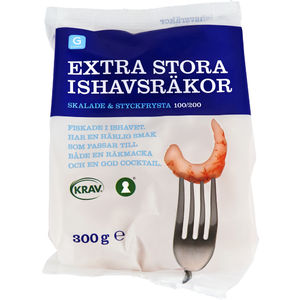 G
EXTRA STORA
ISHAVSRÄKOR
SKALADE & STYCKFRYSTA 100/200
FISKADE I ISHAVET.
HAR EN HÄRLIG SMAK
SOM PASSAR TILL
BÅDE EN RÄKMACKA
OCH EN GOD COCKTAIL.
KRAV
300 g e